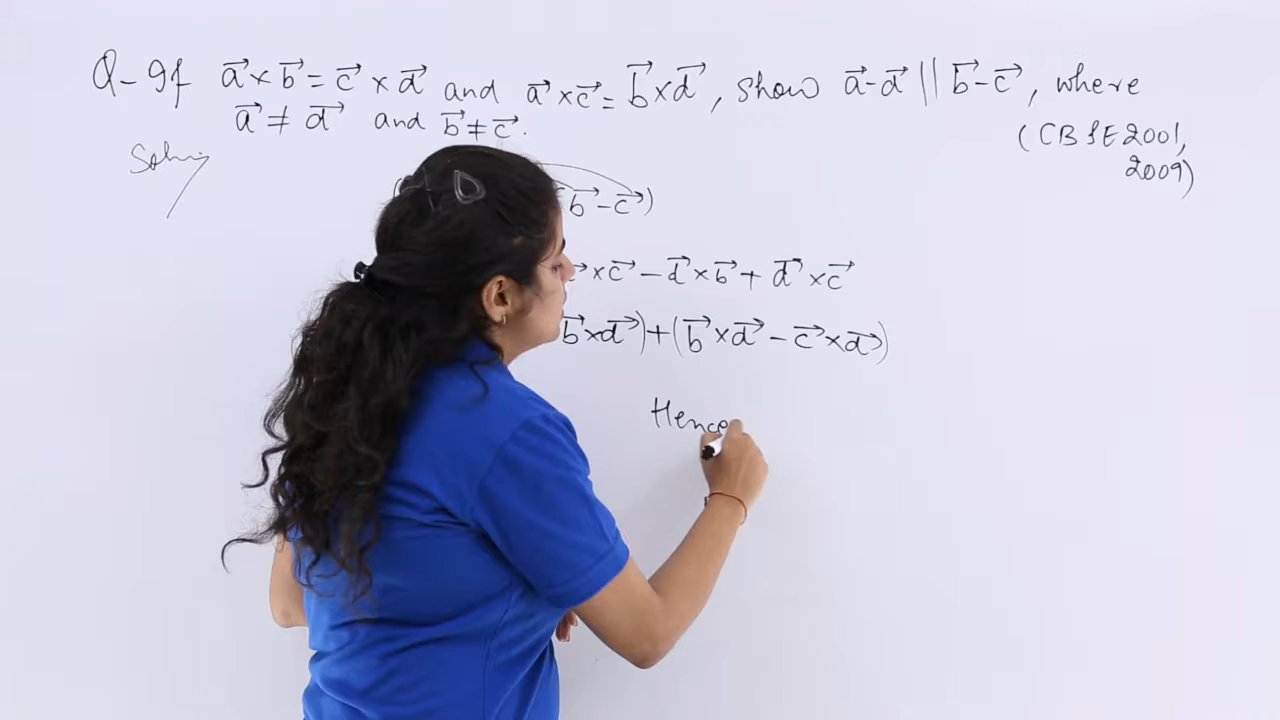 Q- If a⃗ × b⃗ = c⃗ × d⃗ and a⃗ × c⃗ = b⃗ × d⃗, show a⃗ - d⃗ || b⃗ - c⃗, where
a⃗ ≠ d⃗ and b⃗ ≠ c⃗.
(CBSE 2001,
2009)
Soln
b⃗ - c⃗)
× c⃗ - d⃗ × b⃗ + d⃗ × c⃗
b⃗ × d⃗) + (b⃗ × d⃗ - c⃗ × d⃗)
Hence